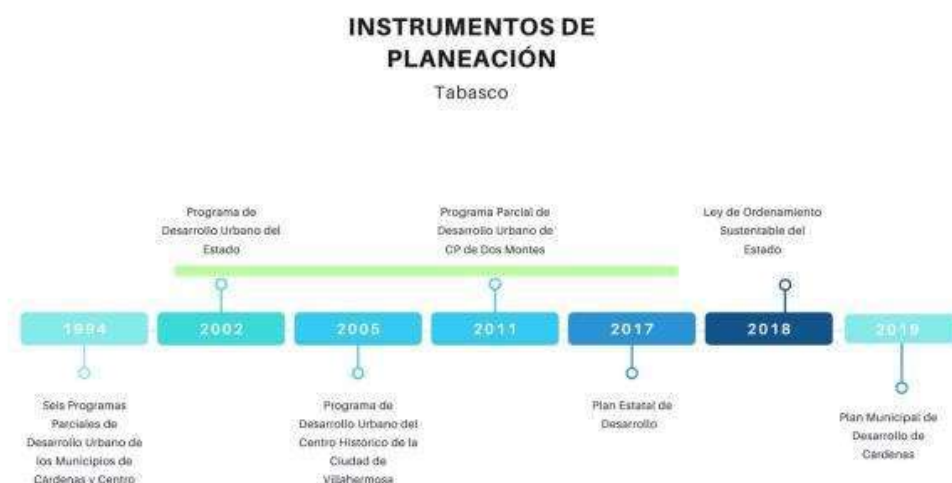 INSTRUMENTOS DE
PLANEACIÓN
Tabasco
Programa de
Desarrollo Urbano del
Estado
Programa Parcial de
Desarrollo Urbano de
CP de Dos Montes
Ley de Ordenamiento
Sustentable del
Estado
1994
2002
2005
2011
2017
2018
2019
Seis Programas
Parciales de
Desarrollo Urbano de
los Municipios de
Cárdenas y Centro
Programa de
Desarrollo Urbano del
Centro Histórico de la
Ciudad de
Villahermosa
Plan Estatal de
Desarrollo
Plan Municipal de
Desarrollo de
Cárdenas